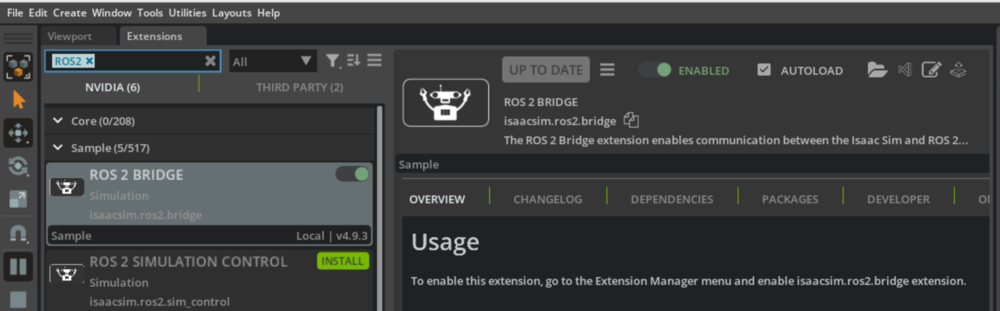 File Edit Create Window Tools Utilities Layouts Help
Viewport Extensions
ROS2 All
NVIDIA (6) THIRD PARTY (2)
Core (0/208)
Sample (5/517)
ROS 2 BRIDGE
Simulation
isaacsim.ros2.bridge
Sample Local | v4.9.3
ROS 2 SIMULATION CONTROL INSTALL
Simulation
isaacsim.ros2.sim_control
UP TO DATE ENABLED AUTOLOAD
ROS 2 BRIDGE
isaacsim.ros2.bridge
The ROS 2 Bridge extension enables communication between the Isaac Sim and ROS 2...
Sample
OVERVIEW CHANGELOG DEPENDENCIES PACKAGES DEVELOPER
Usage
To enable this extension, go to the Extension Manager menu and enable isaacsim.ros2.bridge extension.